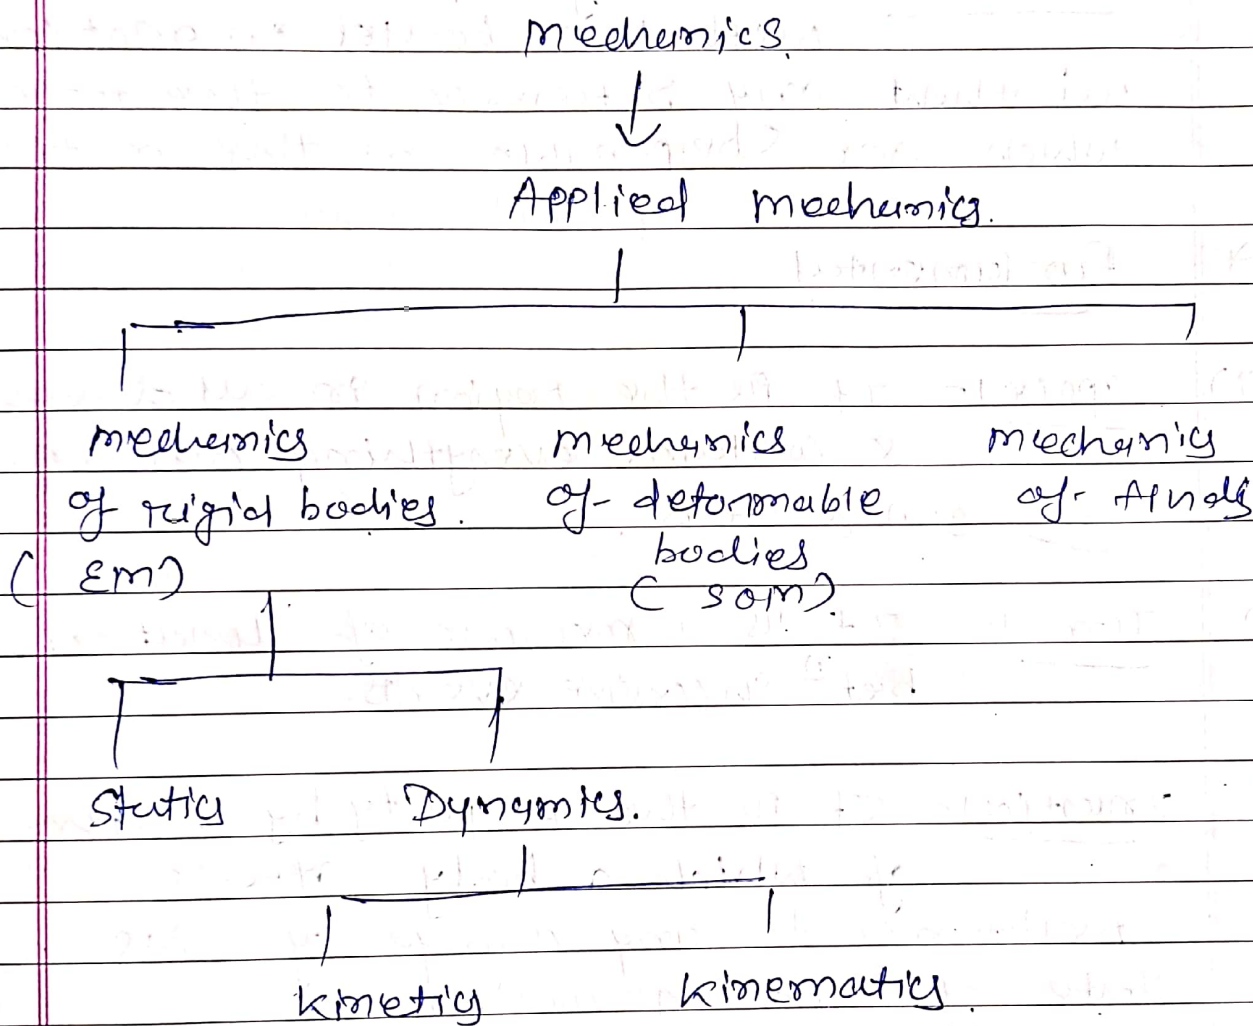 Mechanics.
Applied mechanics.
mechanics mechanics mechanics
of rigid bodies. of deformable of fluids
bodies
( EM) ( SOM).
Statics Dynamics.
kinetics kinematics.